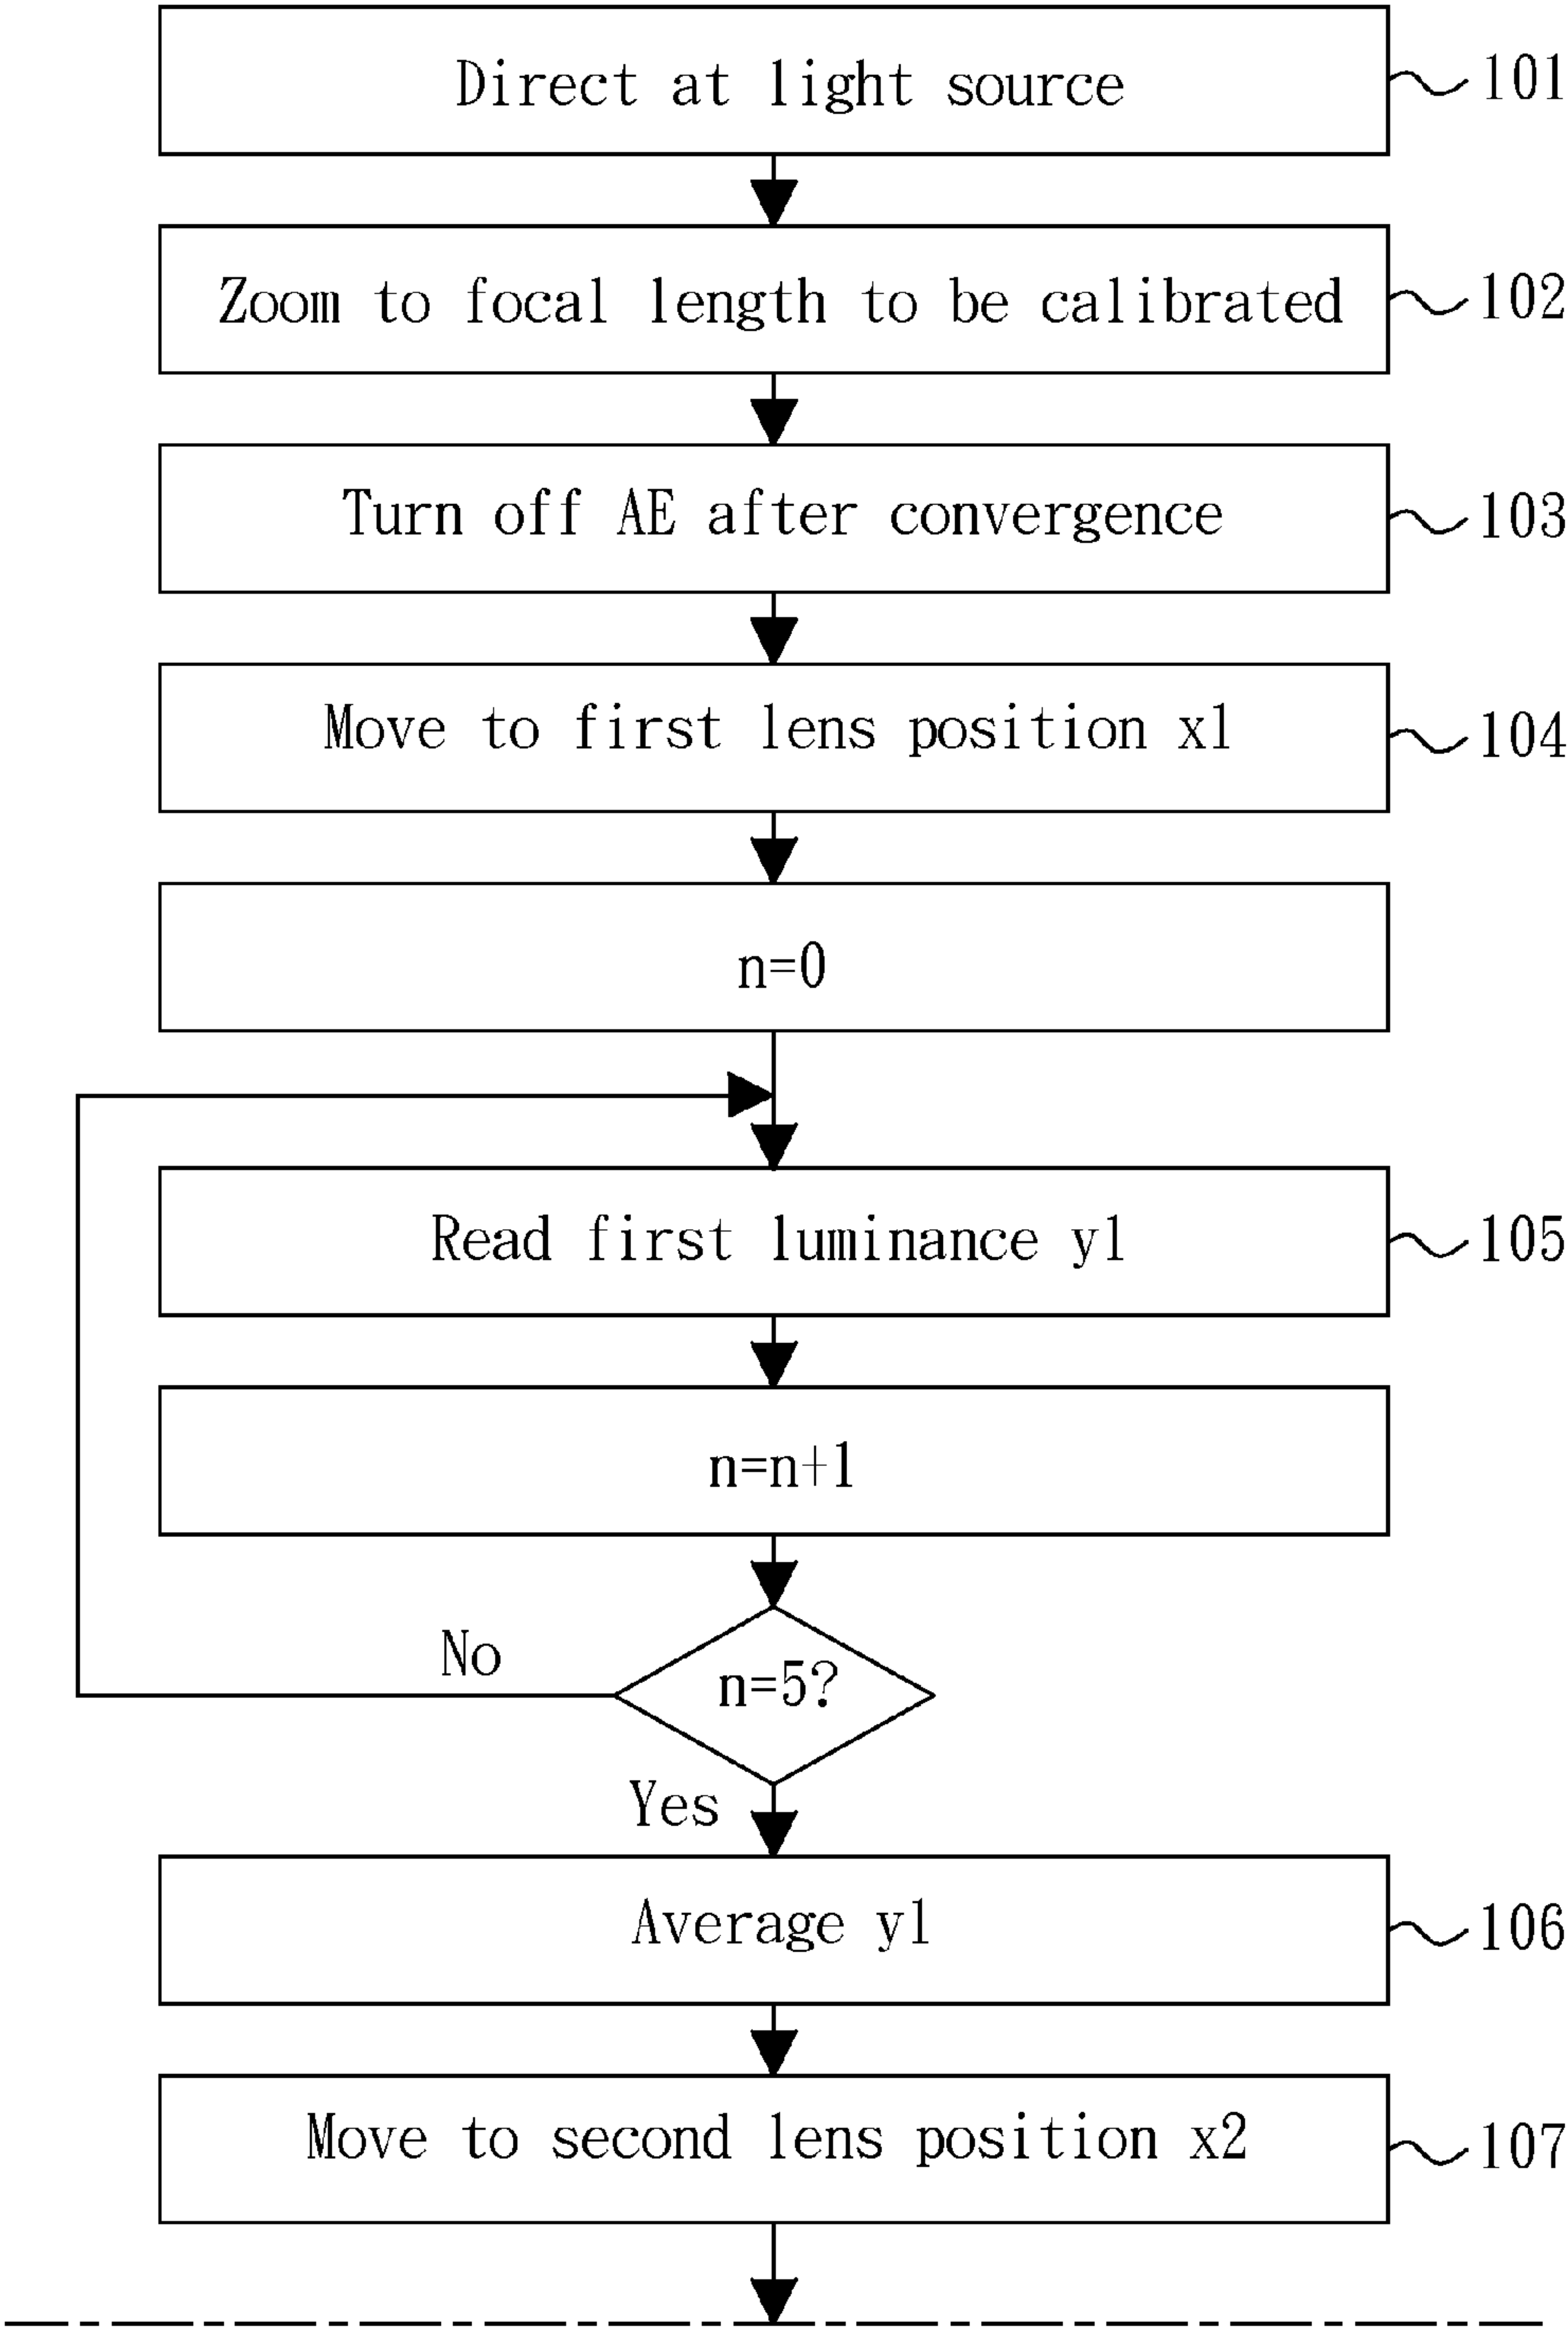 Direct at light source 101
Zoom to focal length to be calibrated 102
Turn off AE after convergence 103
Move to first lens position x1 104
n=0
Read first luminance y1 105
n=n+1
No
n=5?
Yes
Average y1 106
Move to second lens position x2 107